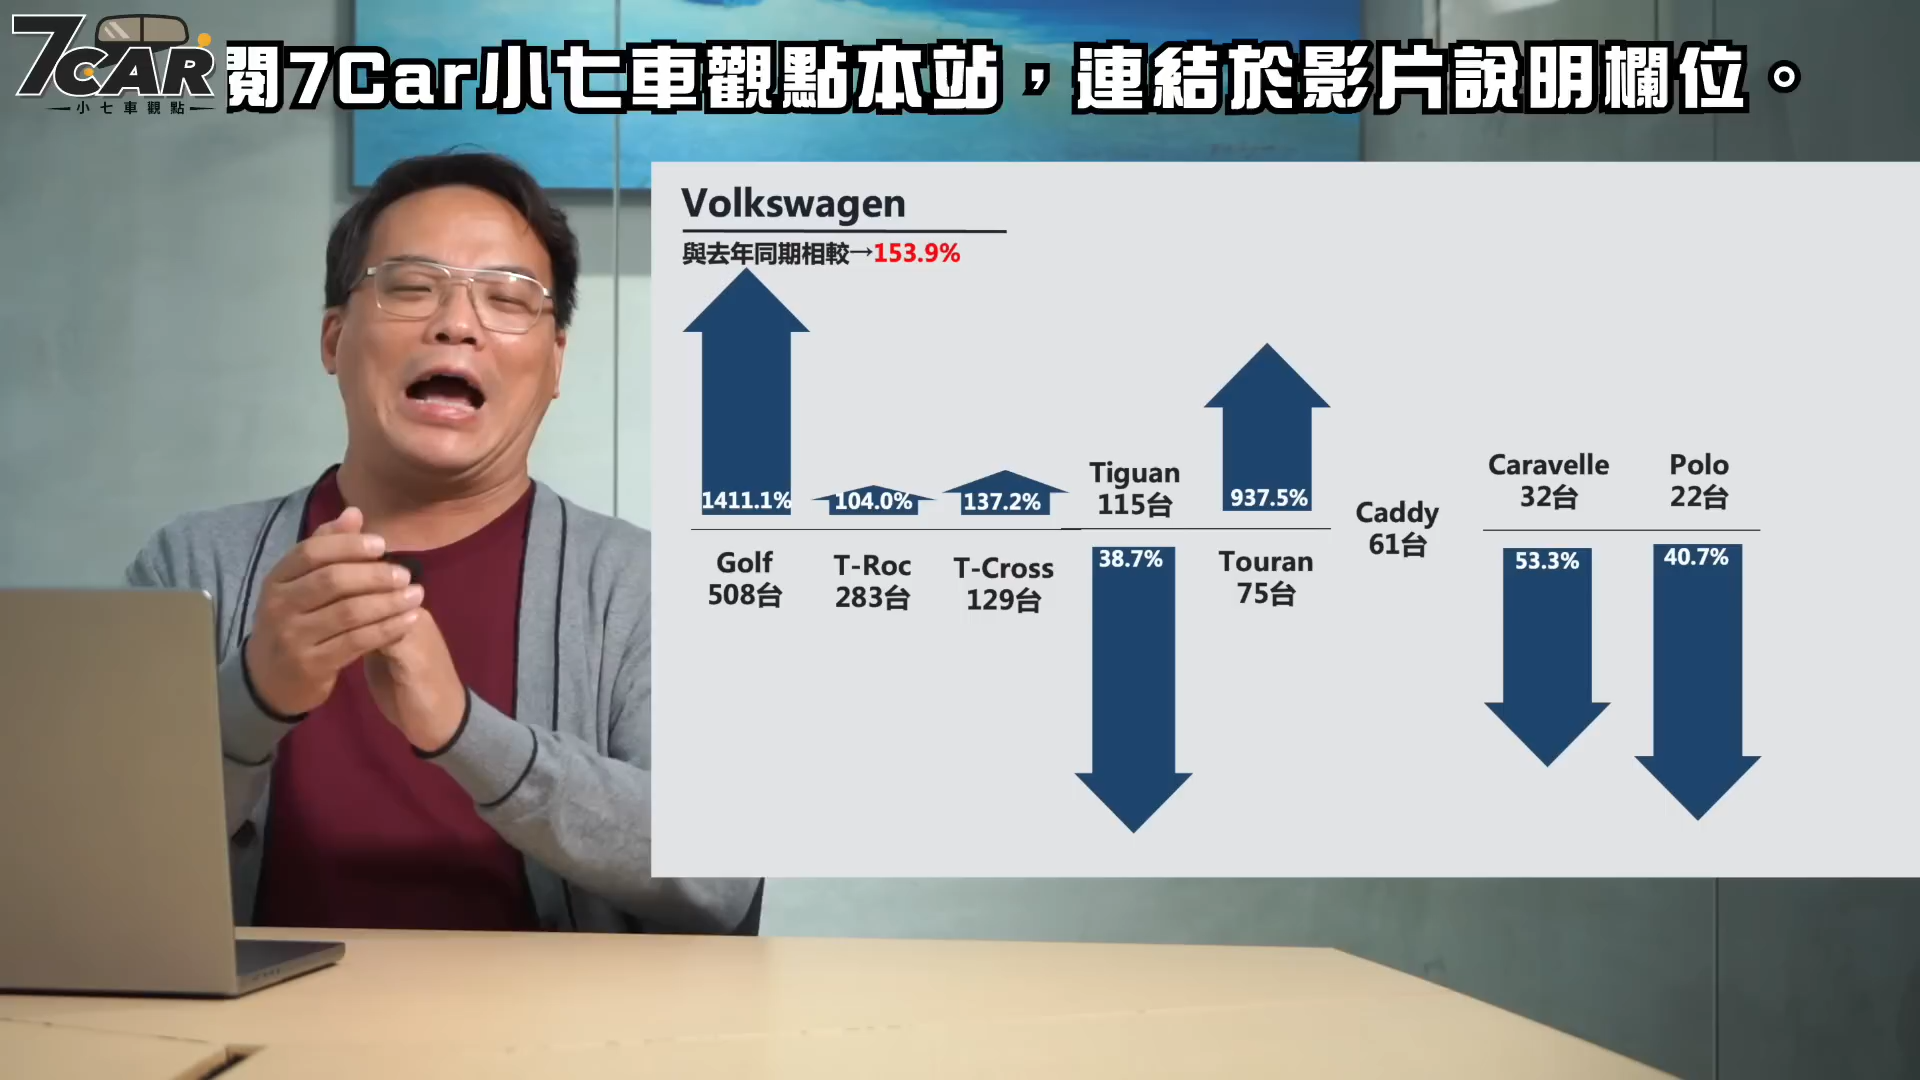 7CAR
小七車觀點
閱7Car小七車觀點本站，連結於影片說明欄位。
Volkswagen
與去年同期相較→153.9%
1411.1%
Golf
508台
104.0%
T-Roc
283台
137.2%
T-Cross
129台
Tiguan
115台
38.7%
937.5%
Touran
75台
Caddy
61台
Caravelle
32台
53.3%
Polo
22台
40.7%